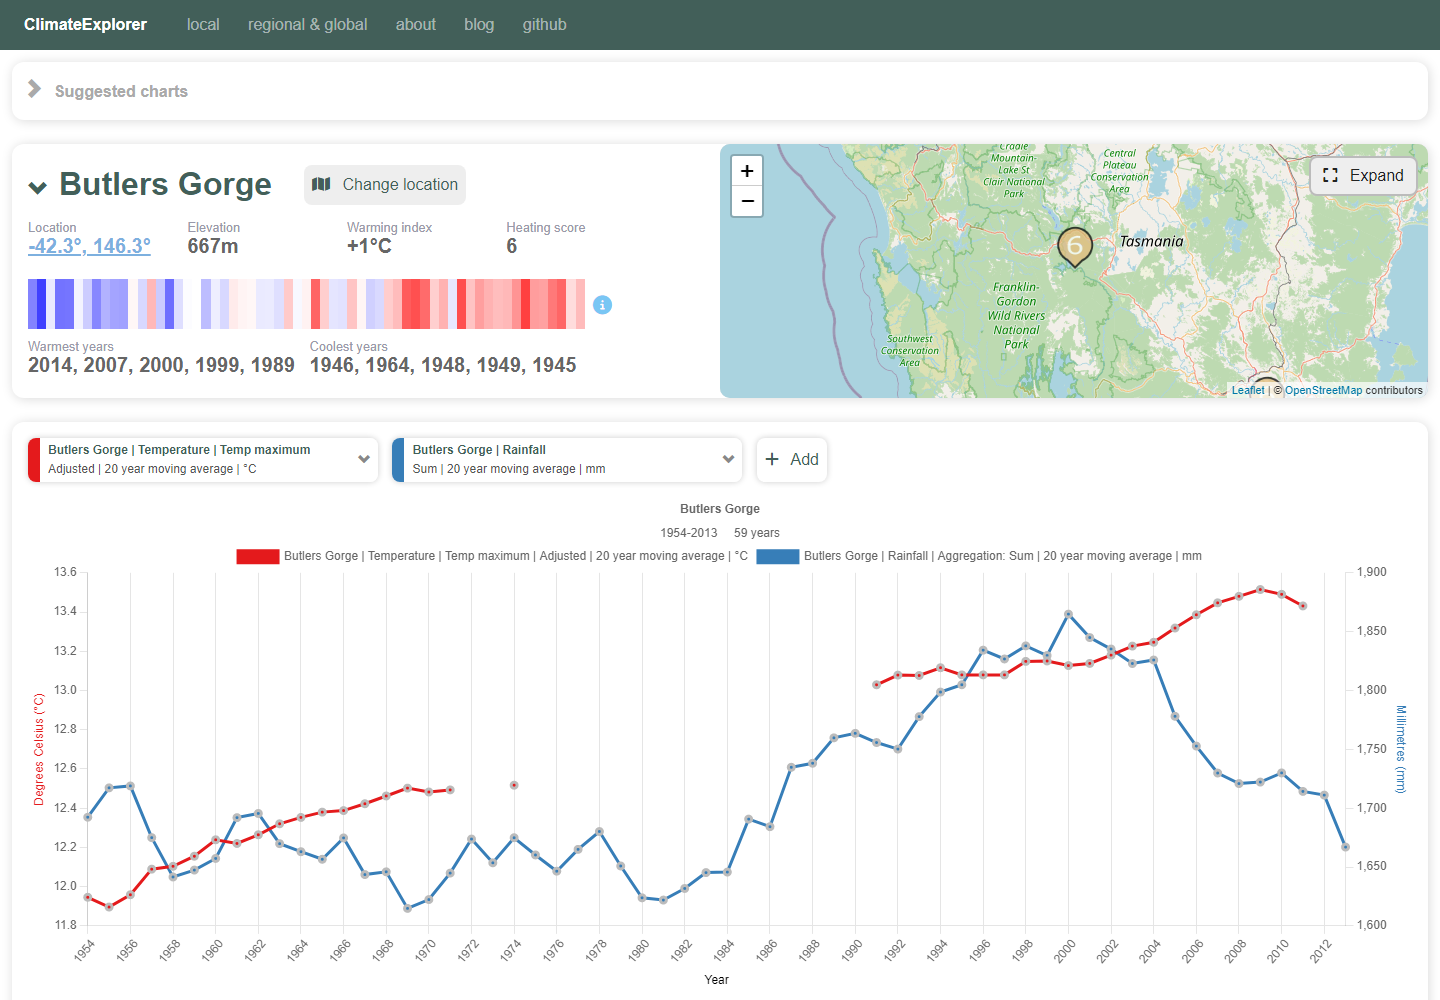 ClimateExplorer local regional & global about blog github
Suggested charts
Butlers Gorge
Change location
Location Elevation Warming index Heating score
-42.3°, 146.3° 667m +1°C 6
Warmest years Coolest years
2014, 2007, 2000, 1999, 1989 1946, 1964, 1948, 1949, 1945
+
−
Expand
Cradle
Mountain-
Lake St
Clair National
Park
Central
Plateau
Conservation
Area
6
Tasmania
Franklin-
Gordon
Wild Rivers
National
Park
Southwest
Conservation
Area
Leaflet | © OpenStreetMap contributors
Butlers Gorge | Temperature | Temp maximum
Adjusted | 20 year moving average | °C
Butlers Gorge | Rainfall
Sum | 20 year moving average | mm
+ Add
Butlers Gorge
1954-2013 59 years
Butlers Gorge | Temperature | Temp maximum | Adjusted | 20 year moving average | °C
Butlers Gorge | Rainfall | Aggregation: Sum | 20 year moving average | mm
13.6
13.4
13.2
13.0
12.8
12.6
12.4
12.2
12.0
11.8
Degrees Celsius (°C)
1,900
1,850
1,800
1,750
1,700
1,650
1,600
Millimetres (mm)
1954 1956 1958 1960 1962 1964 1966 1968 1970 1972 1974 1976 1978 1980 1982 1984 1986 1988 1990 1992 1994 1996 1998 2000 2002 2004 2006 2008 2010 2012
Year